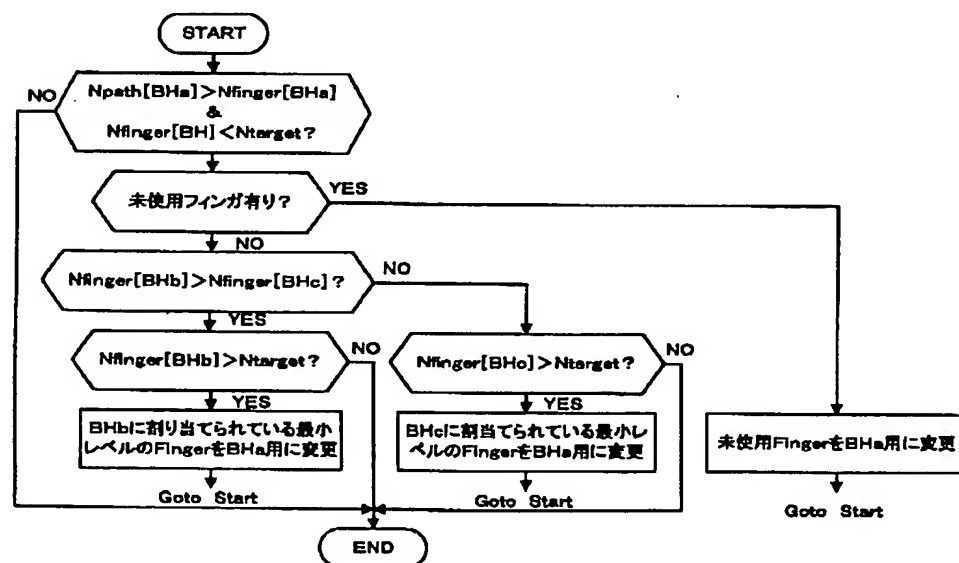 START
NO
Npath[BHa]>Nfinger[BHa]
&
Nfinger[BH]<Ntarget?
未使用フィンガ有り?
YES
NO
Nfinger[BHb]>Nfinger[BHc]?
NO
YES
Nfinger[BHb]>Ntarget?
NO
Nfinger[BHc]>Ntarget?
NO
YES
YES
BHbに割り当てられている最小
レベルのFingerをBHa用に変更
BHcに割当てられている最小レ
ベルのFingerをBHa用に変更
未使用FingerをBHa用に変更
Goto Start
Goto Start
Goto Start
END